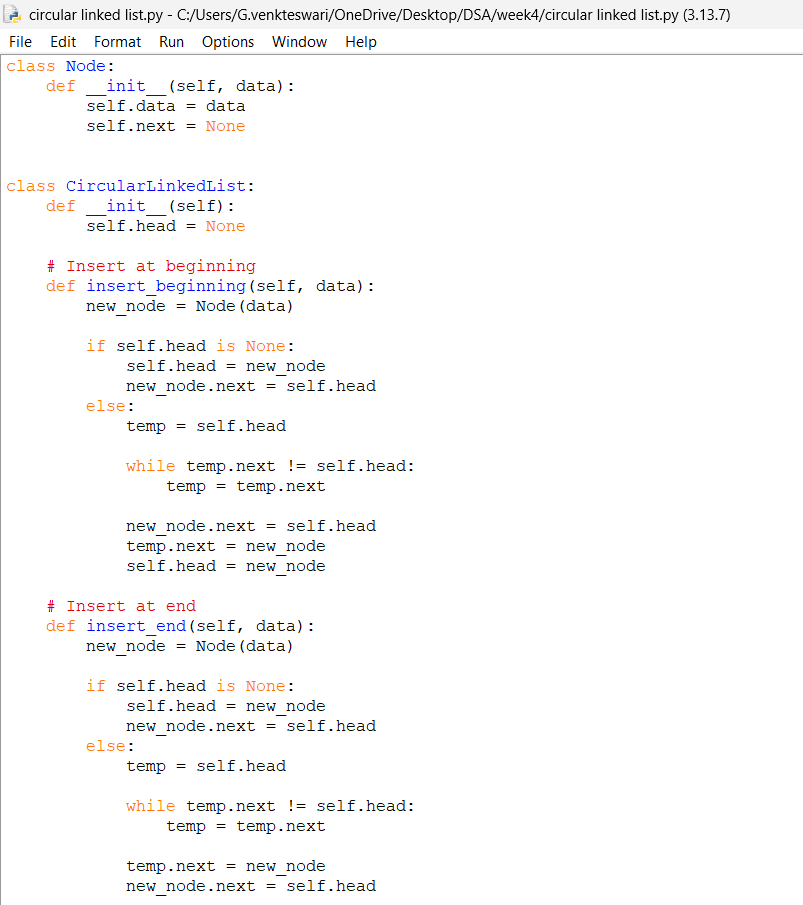 circular linked list.py - C:/Users/G.venkteswari/OneDrive/Desktop/DSA/week4/circular linked list.py (3.13.7)
File Edit Format Run Options Window Help
class Node:
    def __init__(self, data):
        self.data = data
        self.next = None


class CircularLinkedList:
    def __init__(self):
        self.head = None

    # Insert at beginning
    def insert_beginning(self, data):
        new_node = Node(data)

        if self.head is None:
            self.head = new_node
            new_node.next = self.head
        else:
            temp = self.head

            while temp.next != self.head:
                temp = temp.next

            new_node.next = self.head
            temp.next = new_node
            self.head = new_node

    # Insert at end
    def insert_end(self, data):
        new_node = Node(data)

        if self.head is None:
            self.head = new_node
            new_node.next = self.head
        else:
            temp = self.head

            while temp.next != self.head:
                temp = temp.next

            temp.next = new_node
            new_node.next = self.head